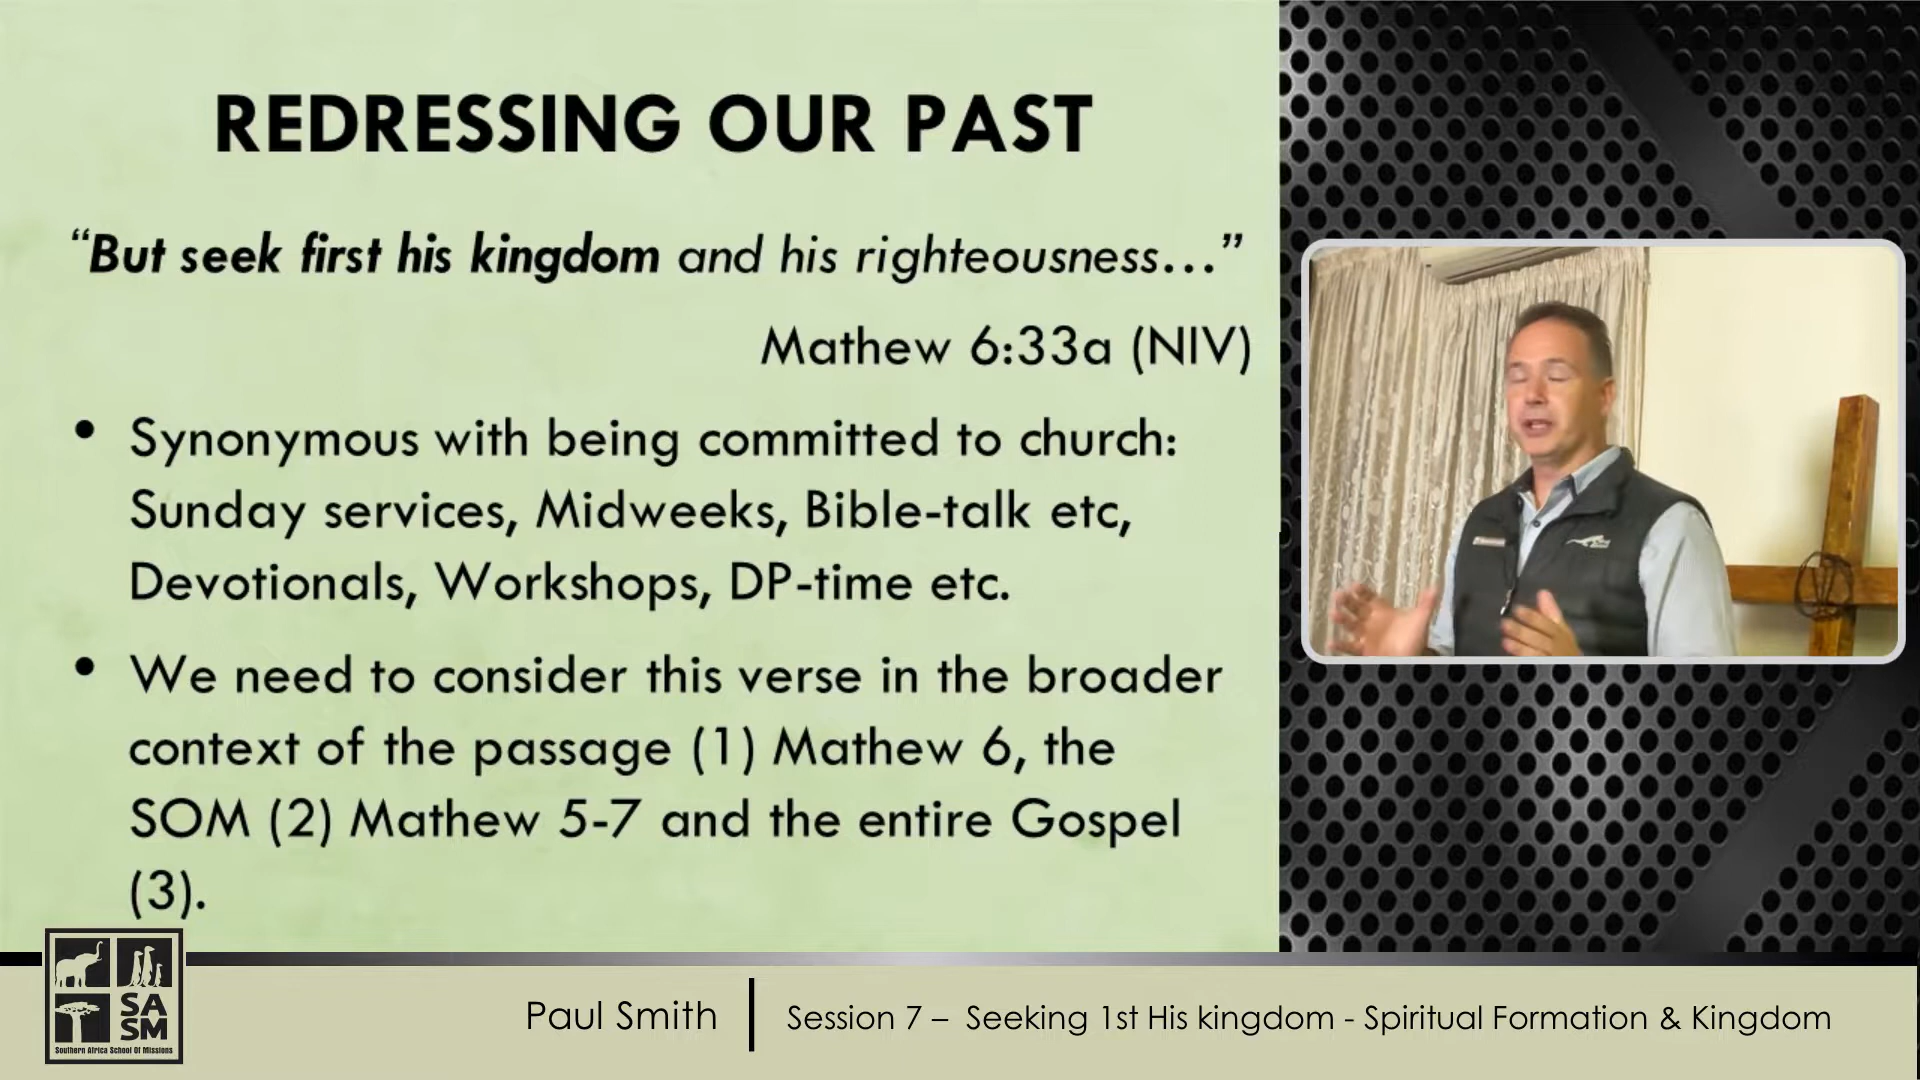 REDRESSING OUR PAST
“But seek first his kingdom and his righteousness…”
Mathew 6:33a (NIV)
• Synonymous with being committed to church:
Sunday services, Midweeks, Bible-talk etc,
Devotionals, Workshops, DP-time etc.
• We need to consider this verse in the broader
context of the passage (1) Mathew 6, the
SOM (2) Mathew 5-7 and the entire Gospel
(3).
SA
SM
Southern Africa School Of Missions
Paul Smith
Session 7 – Seeking 1st His kingdom - Spiritual Formation & Kingdom